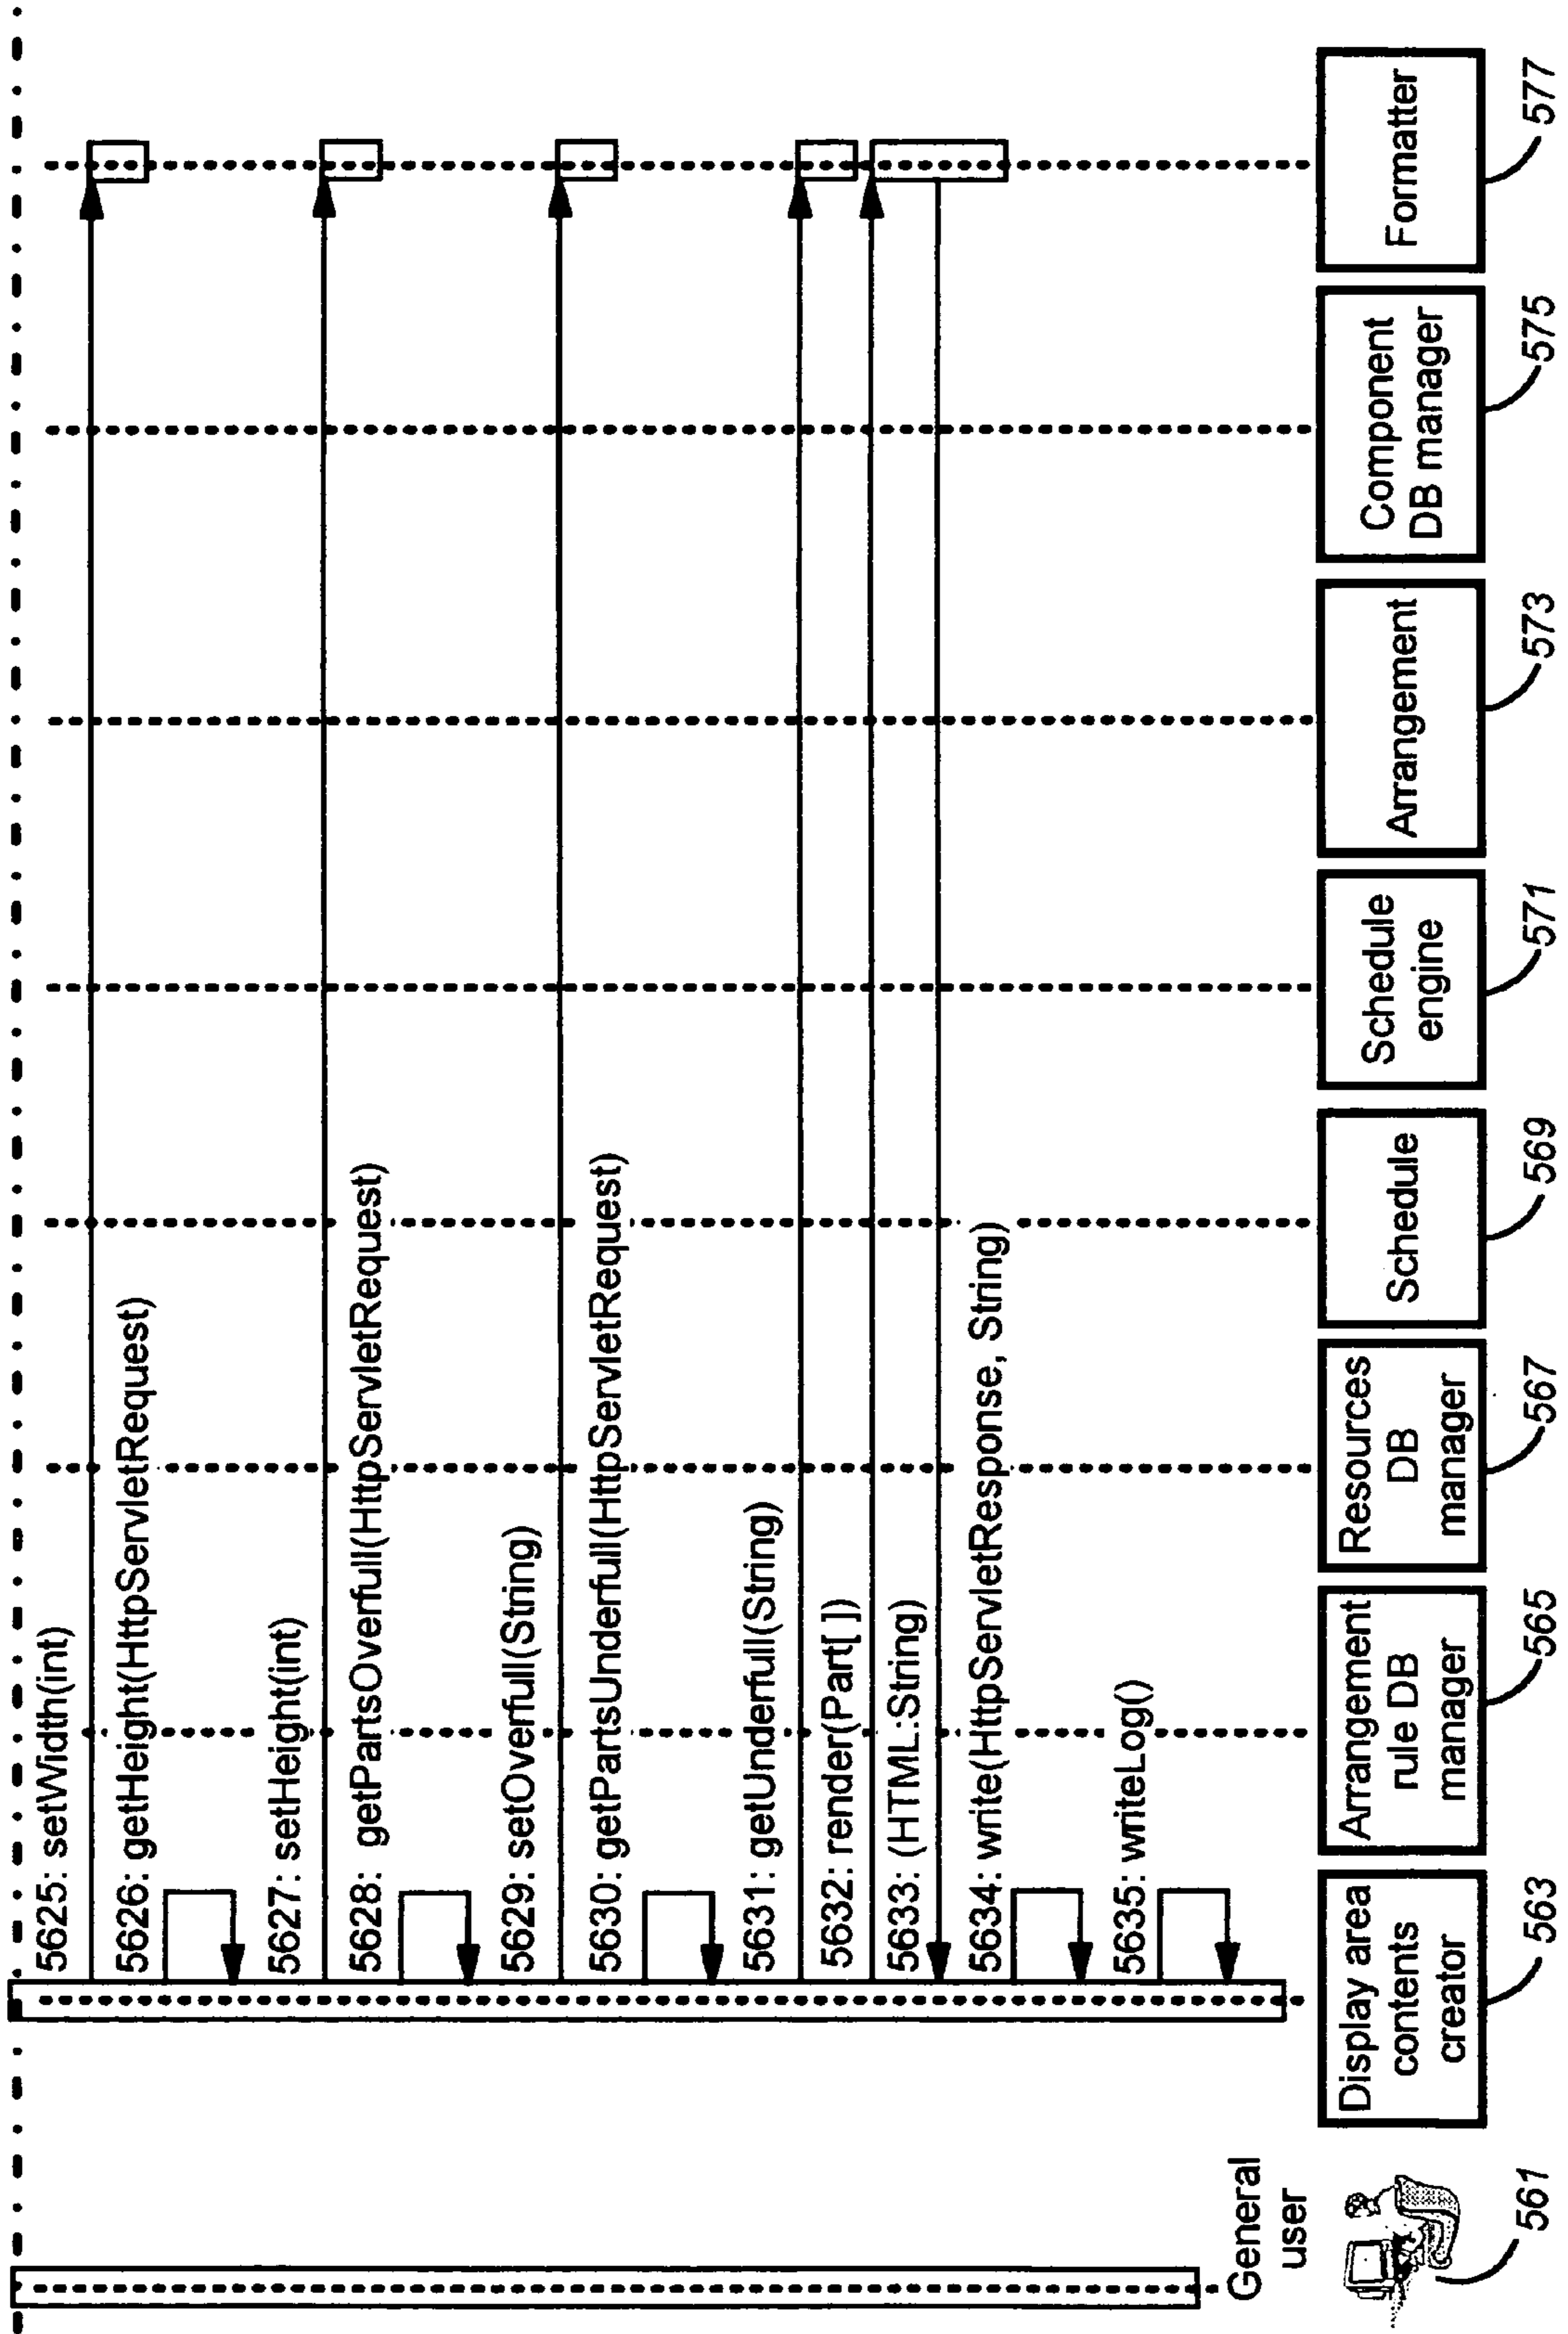 5625: setWidth(int)
5626: getHeight(HttpServletRequest)
5627: setHeight(int)
5628: getPartsOverfull(HttpServletRequest)
5629: setOverfull(String)
5630: getPartsUnderfull(HttpServletRequest)
5631: getUnderfull(String)
5632: render(Part[ ])
5633: (HTML:String)
5634: write(HttpServletResponse, String)
5635: writeLog()
General
user
561
Display area
contents
creator
563
Arrangement
rule DB
manager
565
Resources
DB
manager
567
Schedule
569
Schedule
engine
571
Arrangement
573
Component
DB manager
575
Formatter
577